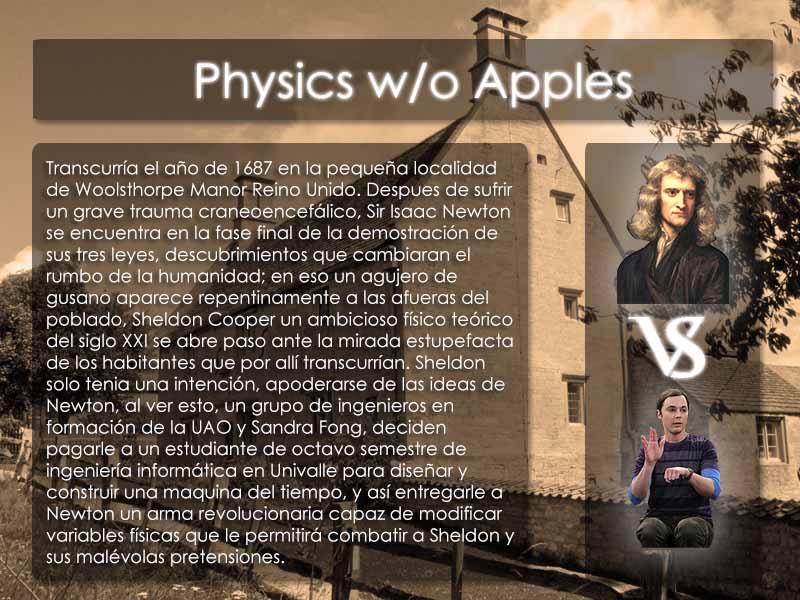 Physics w/o Apples
Transcurría el año de 1687 en la pequeña localidad
de Woolsthorpe Manor Reino Unido. Despues de sufrir
un grave trauma craneoencefálico, Sir Isaac Newton
se encuentra en la fase final de la demostración de
sus tres leyes, descubrimientos que cambiaran el
rumbo de la humanidad; en eso un agujero de
gusano aparece repentinamente a las afueras del
poblado, Sheldon Cooper un ambicioso físico teórico
del siglo XXI se abre paso ante la mirada estupefacta
de los habitantes que por allí transcurrían. Sheldon
solo tenia una intención, apoderarse de las ideas de
Newton, al ver esto, un grupo de ingenieros en
formación de la UAO y Sandra Fong, deciden
pagarle a un estudiante de octavo semestre de
ingeniería informática en Univalle para diseñar y
construir una maquina del tiempo, y así entregarle a
Newton un arma revolucionaria capaz de modificar
variables físicas que le permitirá combatir a Sheldon y
sus malévolas pretensiones.
VS